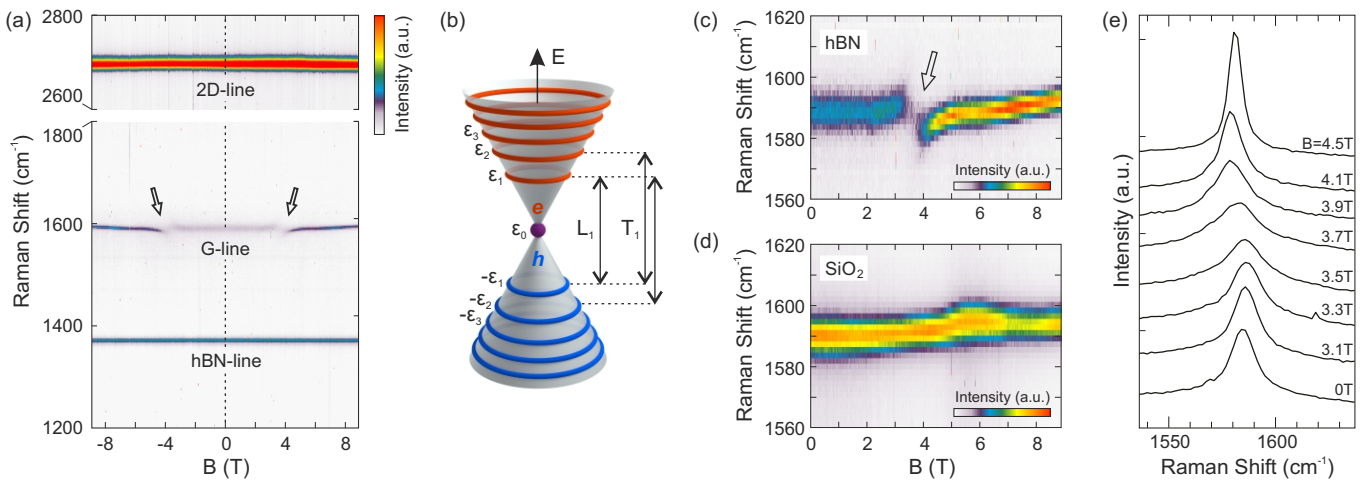 (a)
2800
2600
1800
1600
1400
1200
Raman Shift (cm⁻¹)
2D-line
G-line
hBN-line
-8 -4 0 4 8
B (T)
Intensity (a.u.)
(b)
E
ε₃
ε₂
ε₁
e
ε₀
h
-ε₁
-ε₂
-ε₃
L₁
T₁
(c)
1620
1600
1580
1560
Raman Shift (cm⁻¹)
hBN
Intensity (a.u.)
0 2 4 6 8
(d)
1620
1600
1580
1560
Raman Shift (cm⁻¹)
SiO₂
Intensity (a.u.)
0 2 4 6 8
B (T)
(e)
Intensity (a.u.)
B=4.5T
4.1T
3.9T
3.7T
3.5T
3.3T
3.1T
0T
1550 1600
Raman Shift (cm⁻¹)